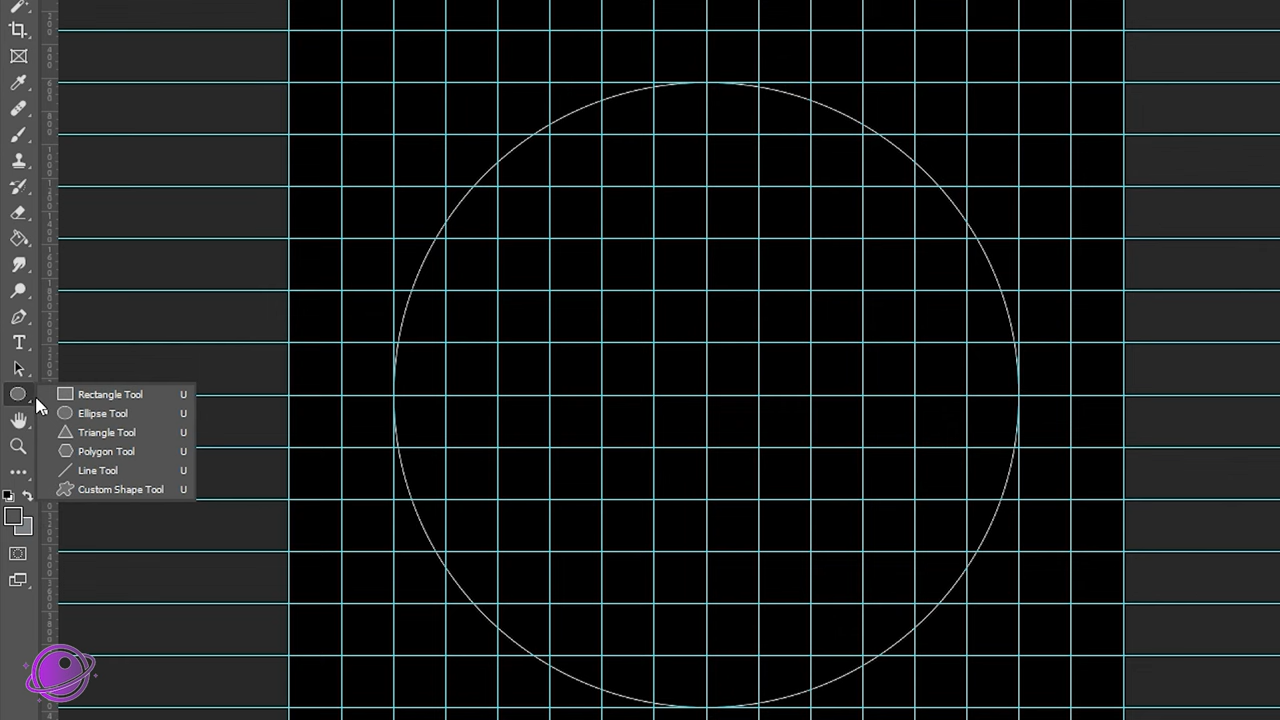 Rectangle Tool U
Ellipse Tool U
Triangle Tool U
Polygon Tool U
Line Tool U
Custom Shape Tool U